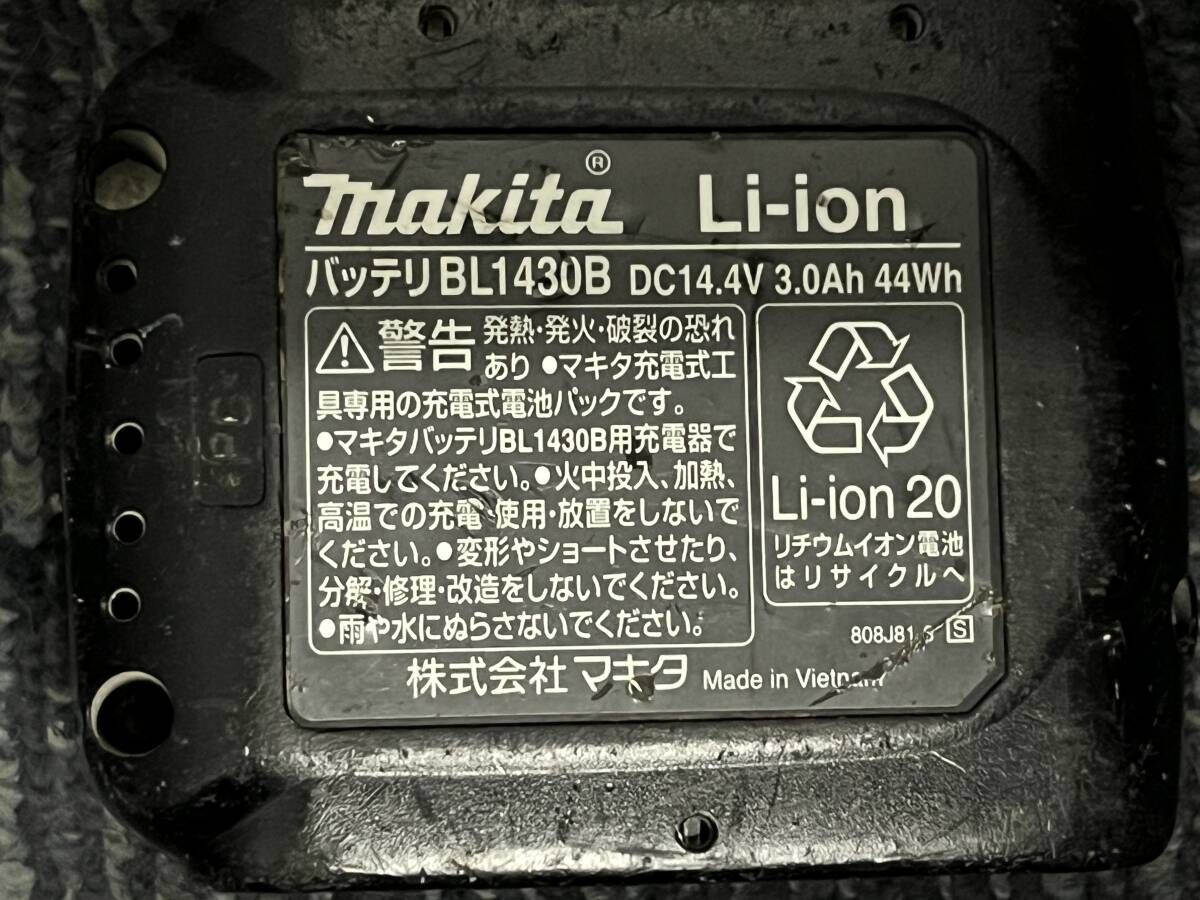 makita® Li-ion
バッテリ BL1430B DC14.4V 3.0Ah 44Wh
警告 発熱・発火・破裂の恐れ
あり ●マキタ充電式工
具専用の充電式電池パックです。
●マキタバッテリBL1430B用充電器で
充電してください。●火中投入、加熱、
高温での充電・使用・放置をしないで
ください。●変形やショートさせたり、
分解・修理・改造をしないでください。
●雨や水にぬらさないでください。
Li-ion 20
リチウムイオン電池
はリサイクルへ
S
株式会社 マキタ Made in Vietnam